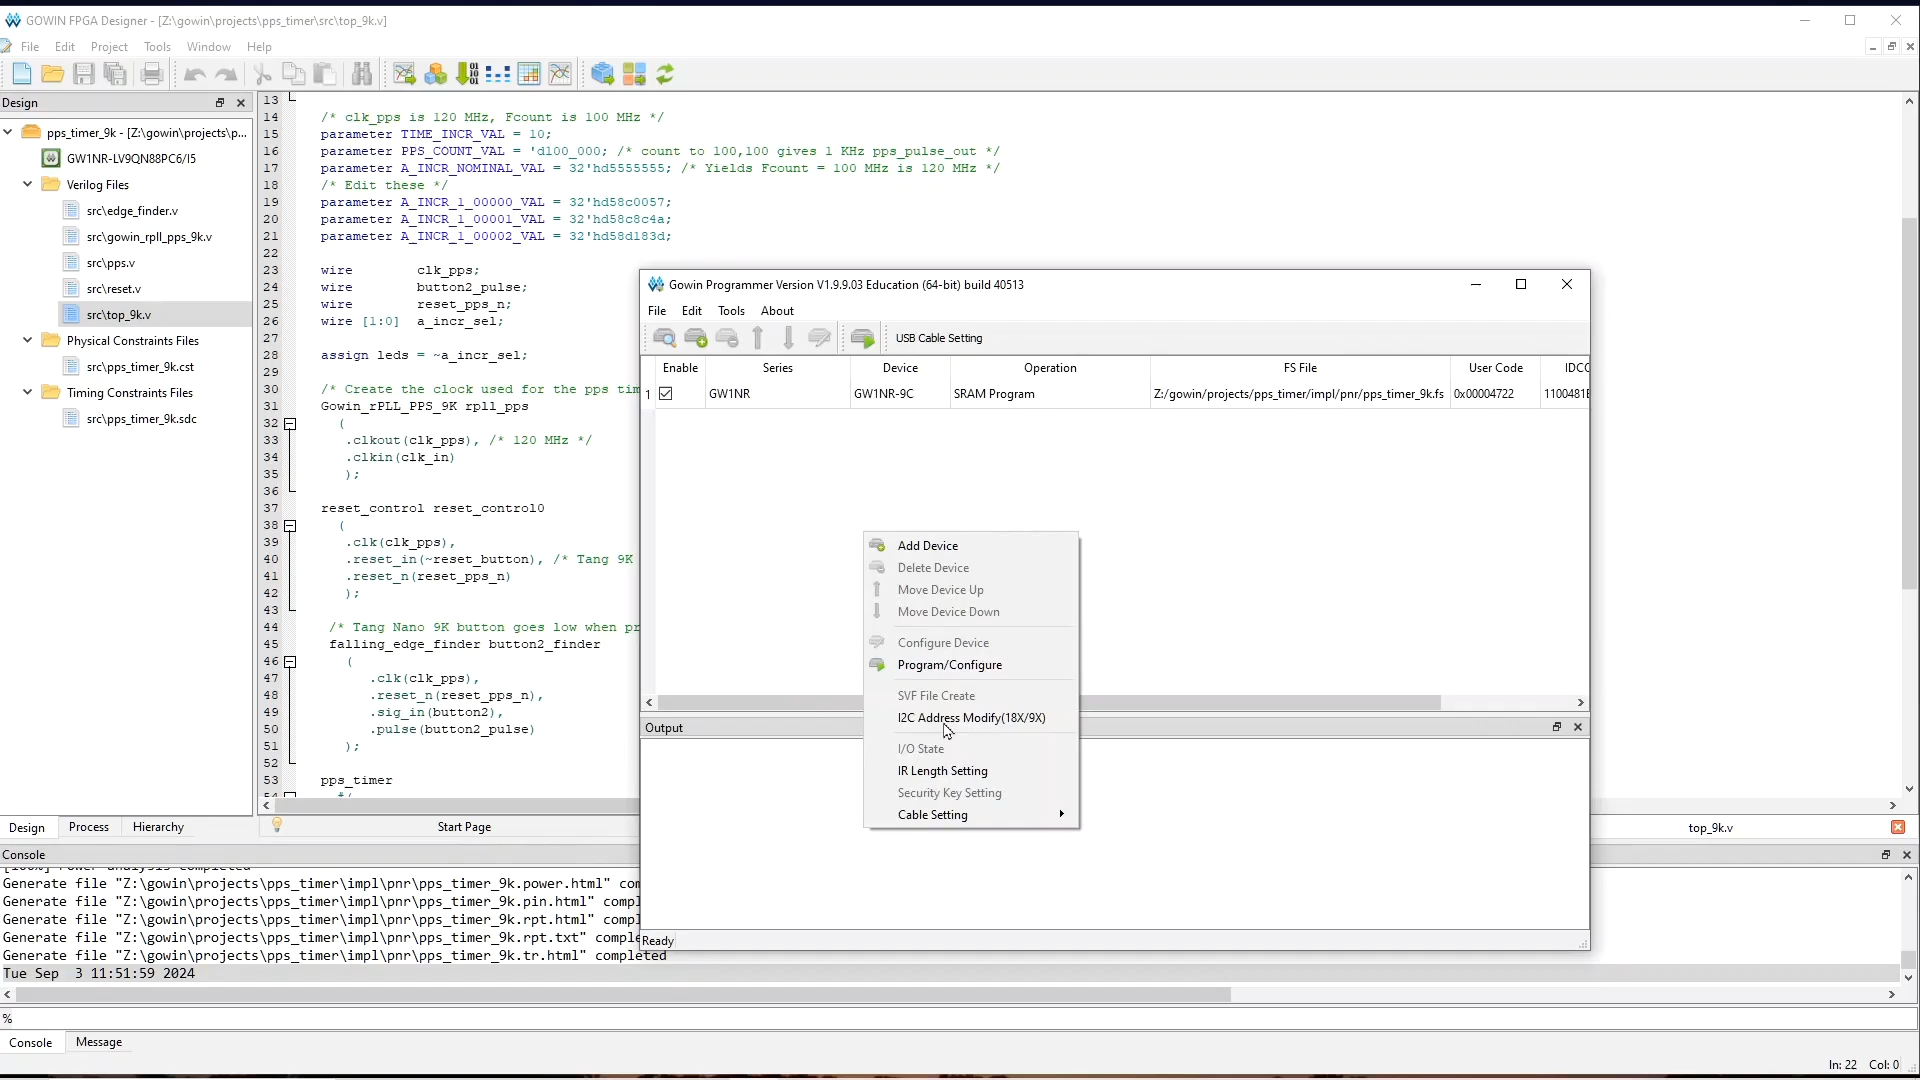 GOWIN FPGA Designer - [Z:\gowin\projects\pps_timer\src\top_9k.v]
File Edit Project Tools Window Help
Design
pps_timer_9k - [Z:\gowin\projects\p...
GW1NR-LV9QN88PC6/I5
Verilog Files
src\edge_finder.v
src\gowin_rpll_pps_9k.v
src\pps.v
src\reset.v
src\top_9k.v
Physical Constraints Files
src\pps_timer_9k.cst
Timing Constraints Files
src\pps_timer_9k.sdc
Design Process Hierarchy
13
14 /* clk_pps is 120 MHz, Fcount is 100 MHz */
15 parameter TIME_INCR_VAL = 10;
16 parameter PPS_COUNT_VAL = 'd100_000; /* count to 100,100 gives 1 KHz pps_pulse_out */
17 parameter A_INCR_NOMINAL_VAL = 32'hd5555555; /* Yields Fcount = 100 MHz is 120 MHz */
18 /* Edit these */
19 parameter A_INCR_1_00000_VAL = 32'hd58c0057;
20 parameter A_INCR_1_00001_VAL = 32'hd58c8c4a;
21 parameter A_INCR_1_00002_VAL = 32'hd58d183d;
22
23 wire clk_pps;
24 wire button2_pulse;
25 wire reset_pps_n;
26 wire [1:0] a_incr_sel;
27
28 assign leds = ~a_incr_sel;
29
30 /* Create the clock used for the pps tim
31 Gowin_rPLL_PPS_9K rpll_pps
32 (
33 .clkout(clk_pps), /* 120 MHz */
34 .clkin(clk_in)
35 );
36
37 reset_control reset_control0
38 (
39 .clk(clk_pps),
40 .reset_in(~reset_button), /* Tang 9K
41 .reset_n(reset_pps_n)
42 );
43
44 /* Tang Nano 9K button goes low when pr
45 falling_edge_finder button2_finder
46 (
47 .clk(clk_pps),
48 .reset_n(reset_pps_n),
49 .sig_in(button2),
50 .pulse(button2_pulse)
51 );
52
53 pps_timer
54 #(
Start Page
top_9k.v
Gowin Programmer Version V1.9.9.03 Education (64-bit) build 40513
File Edit Tools About
USB Cable Setting
Enable Series Device Operation FS File User Code IDCO
1 GW1NR GW1NR-9C SRAM Program Z:/gowin/projects/pps_timer/impl/pnr/pps_timer_9k.fs 0x00004722 1100481B
Add Device
Delete Device
Move Device Up
Move Device Down
Configure Device
Program/Configure
SVF File Create
I2C Address Modify(18X/9X)
I/O State
IR Length Setting
Security Key Setting
Cable Setting
Output
Ready
Console
[100%] Power analysis completed
Generate file "Z:\gowin\projects\pps_timer\impl\pnr\pps_timer_9k.power.html" com
Generate file "Z:\gowin\projects\pps_timer\impl\pnr\pps_timer_9k.pin.html" compl
Generate file "Z:\gowin\projects\pps_timer\impl\pnr\pps_timer_9k.rpt.html" compl
Generate file "Z:\gowin\projects\pps_timer\impl\pnr\pps_timer_9k.rpt.txt" comple
Generate file "Z:\gowin\projects\pps_timer\impl\pnr\pps_timer_9k.tr.html" completed
Tue Sep 3 11:51:59 2024
%
Console Message
In: 22 Col: 0